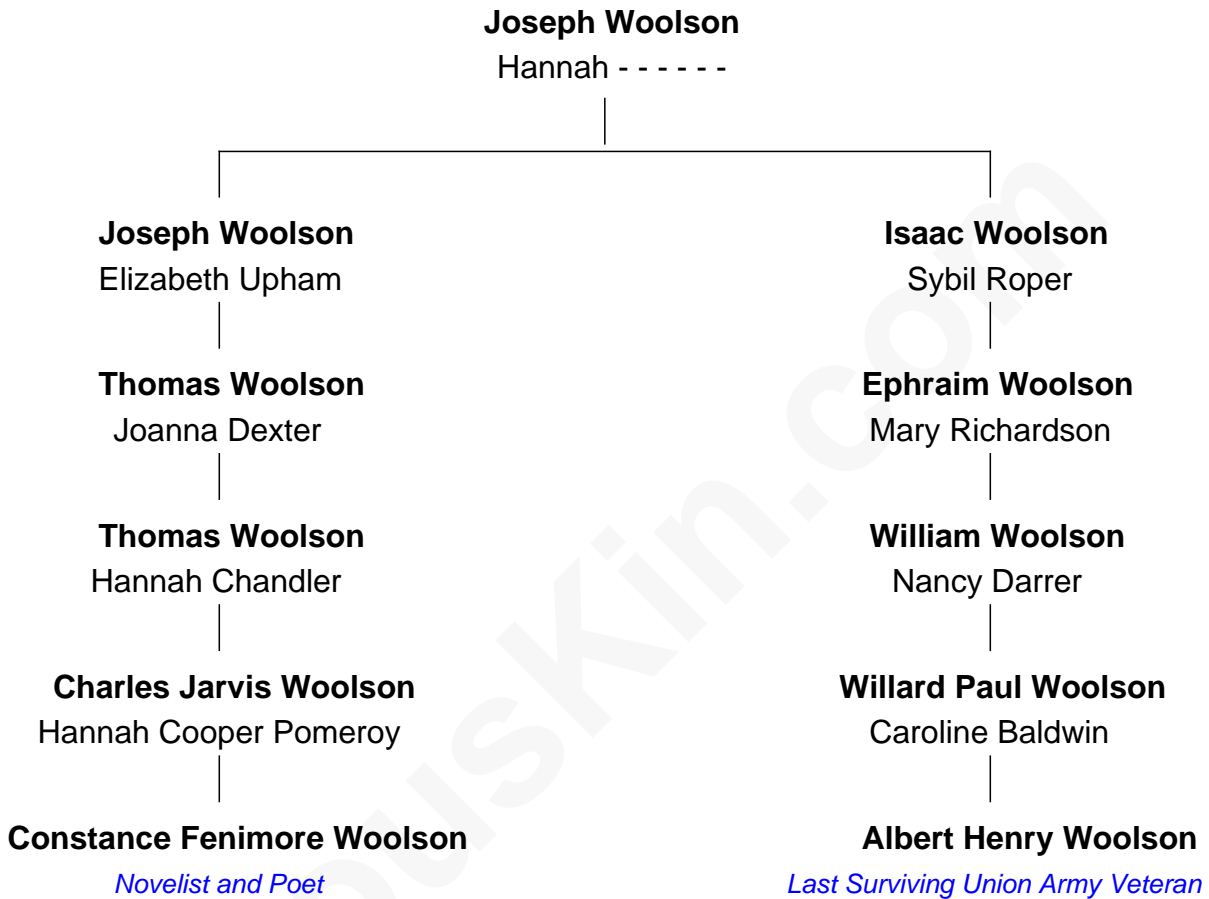 Joseph Woolson
Hannah - - - - - -
Joseph Woolson
Elizabeth Upham
Isaac Woolson
Sybil Roper
Thomas Woolson
Joanna Dexter
Ephraim Woolson
Mary Richardson
Thomas Woolson
Hannah Chandler
William Woolson
Nancy Darrer
Charles Jarvis Woolson
Hannah Cooper Pomeroy
Willard Paul Woolson
Caroline Baldwin
Constance Fenimore Woolson
Novelist and Poet
Albert Henry Woolson
Last Surviving Union Army Veteran
ousKin.com